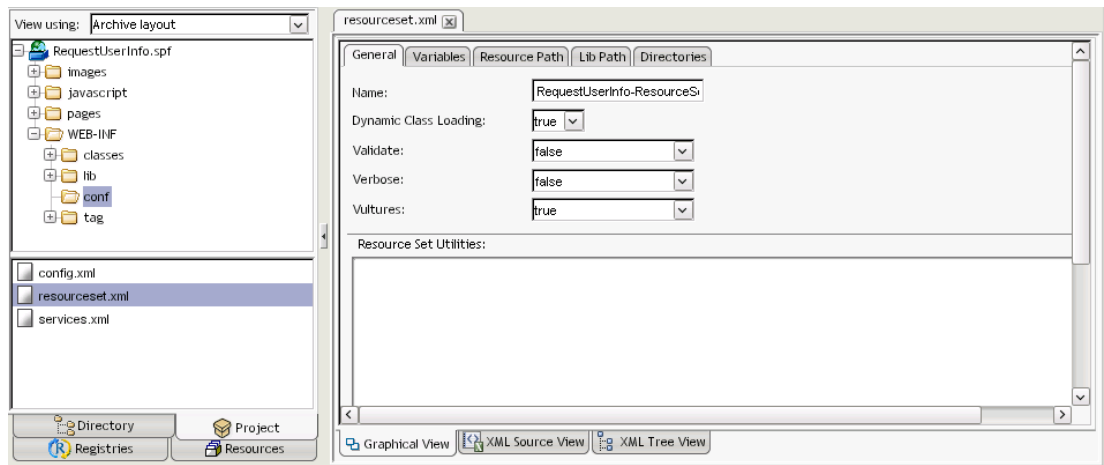 View using: Archive layout
RequestUserInfo.spf
images
javascript
pages
WEB-INF
classes
lib
conf
tag
config.xml
resourceset.xml
services.xml
Directory Project
Registries Resources
resourceset.xml
General Variables Resource Path Lib Path Directories
Name: RequestUserInfo-ResourceS
Dynamic Class Loading: true
Validate: false
Verbose: false
Vultures: true
Resource Set Utilities:
Graphical View XML Source View XML Tree View